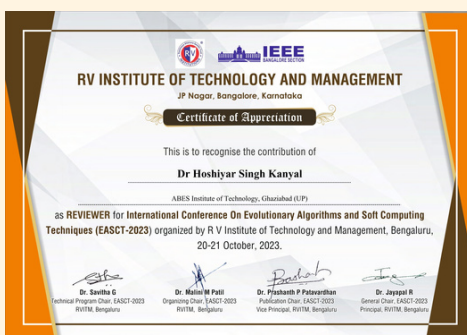 RV
IEEE
BANGALORE SECTION
RV INSTITUTE OF TECHNOLOGY AND MANAGEMENT
JP Nagar, Bangalore, Karnataka
Certificate of Appreciation
This is to recognise the contribution of
Dr Hoshiyar Singh Kanyal
ABES Institute of Technology, Ghaziabad (UP)
as REVIEWER for International Conference On Evolutionary Algorithms and Soft Computing
Techniques (EASCT-2023) organized by R V Institute of Technology and Management, Bengaluru,
20-21 October, 2023.
Dr. Savitha G
Technical Program Chair, EASCT-2023
RVITM, Bengaluru
Dr. Malini M Patil
Organizing Chair, EASCT-2023
RVITM, Bengaluru
Prashant
Dr. Prashanth P Patavardhan
Publication Chair, EASCT-2023
Vice Principal, RVITM, Bengaluru
Dr. Jayapal R
General Chair, EASCT-2023
Principal, RVITM, Bengaluru